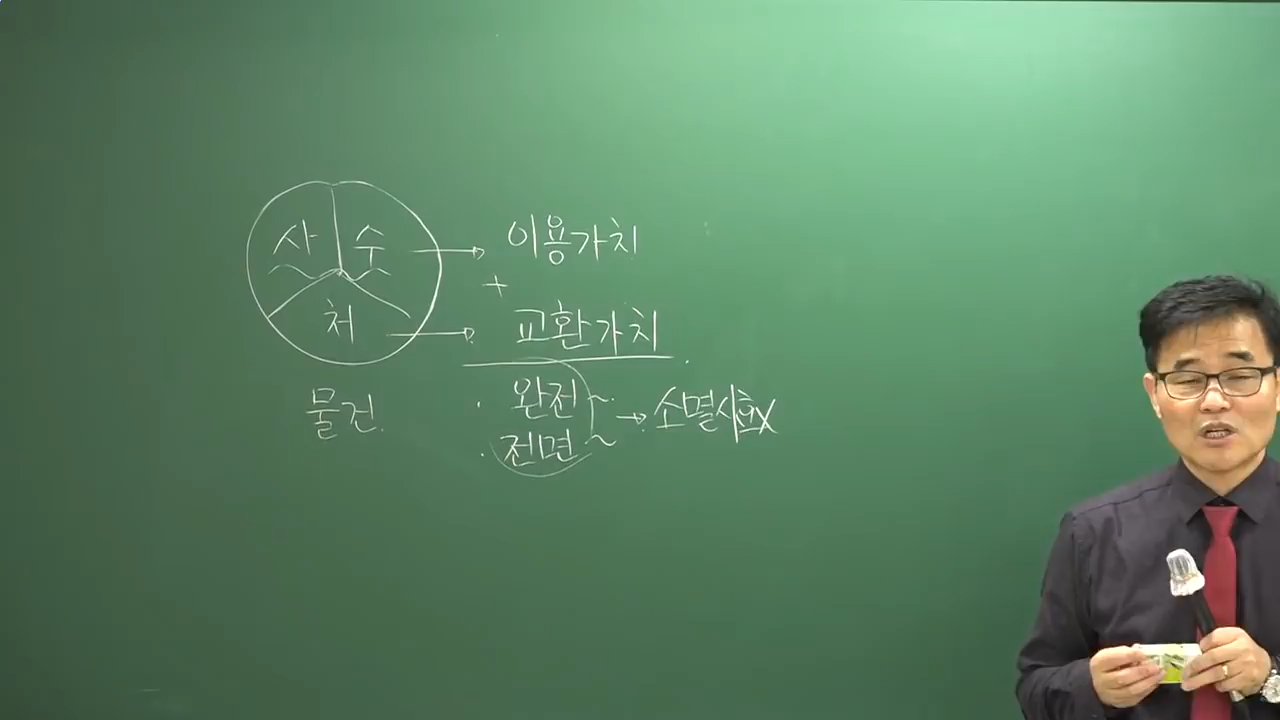 사 수 → 이용가치
+
처 → 교환가치
물건
· 완전~
· 전면~
→ 소멸시효X